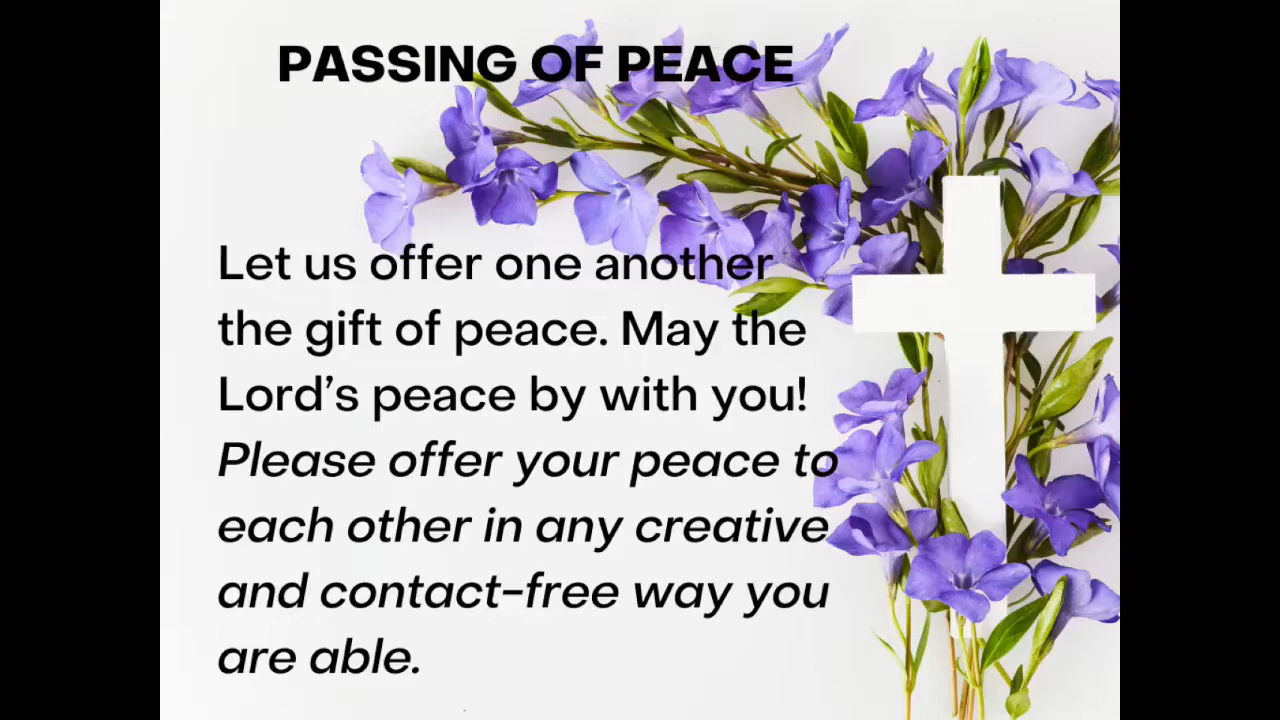 PASSING OF PEACE
Let us offer one another
the gift of peace. May the
Lord’s peace by with you!
Please offer your peace to
each other in any creative
and contact-free way you
are able.